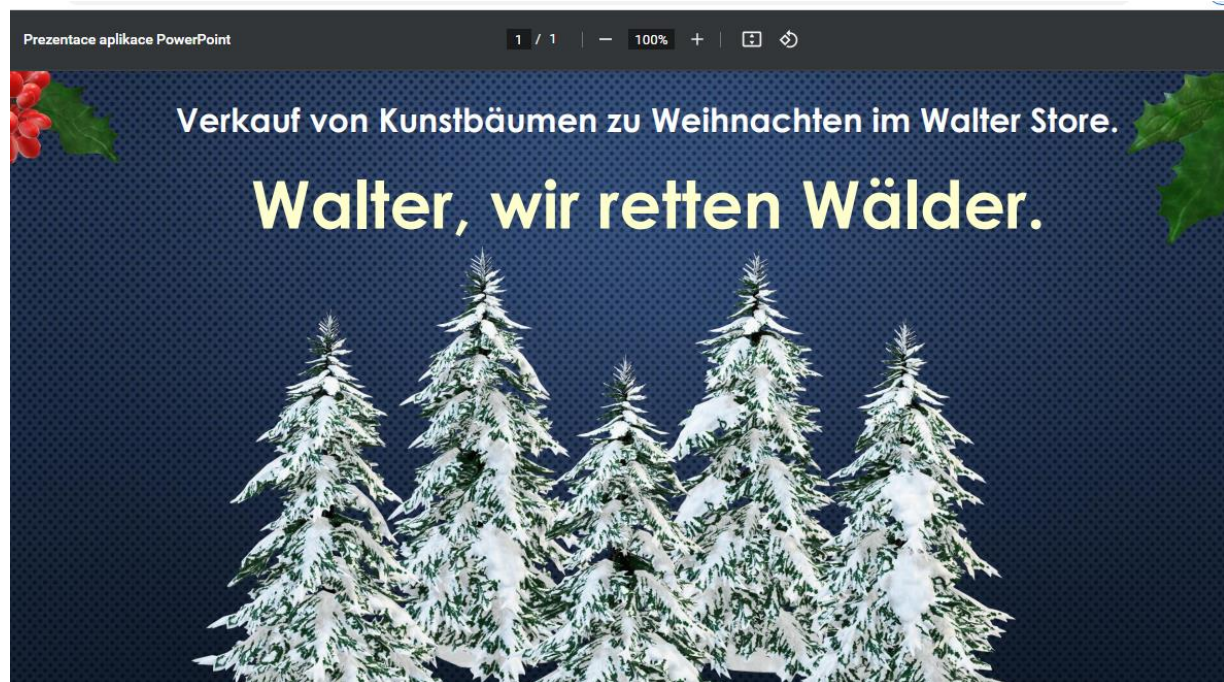 Prezentace aplikace PowerPoint
1 / 1
100%
Verkauf von Kunstbäumen zu Weihnachten im Walter Store.
Walter, wir retten Wälder.